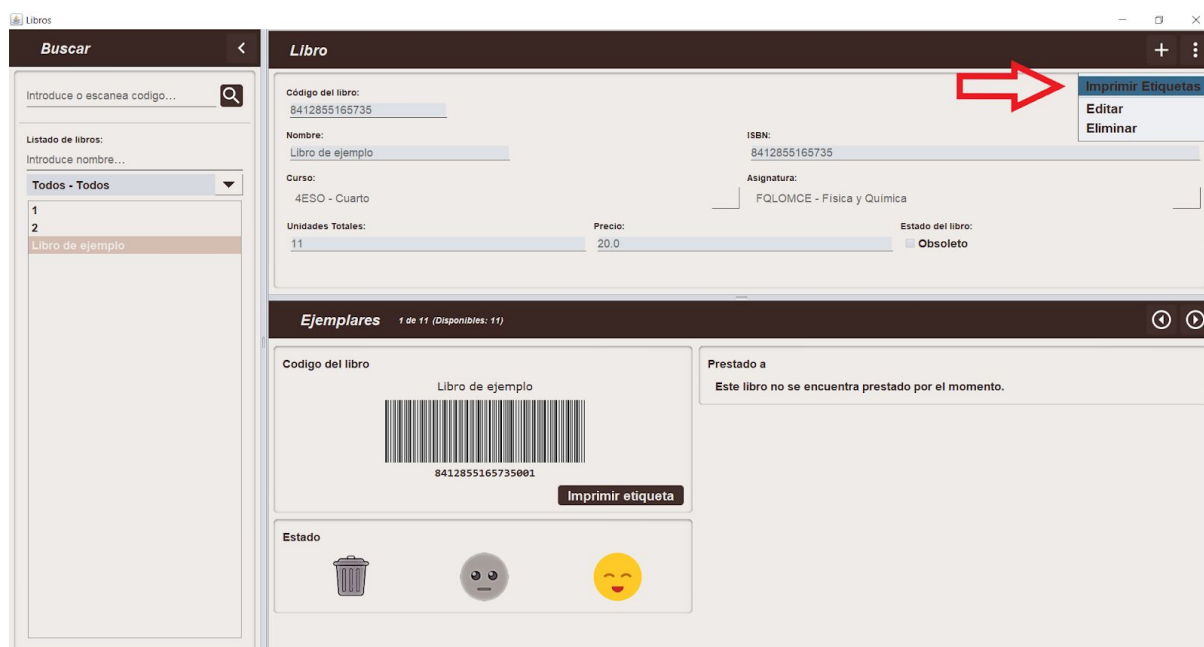 Libros
Buscar
Introduce o escanea codigo...
Listado de libros:
Introduce nombre...
Todos - Todos
1
2
Libro de ejemplo
Libro
Imprimir Etiquetas
Editar
Eliminar
Código del libro:
8412855165735
Nombre:
Libro de ejemplo
ISBN:
8412855165735
Curso:
4ESO - Cuarto
Asignatura:
FQLOMCE - Física y Química
Unidades Totales:
11
Precio:
20.0
Estado del libro:
Obsoleto
Ejemplares 1 de 11 (Disponibles: 11)
Codigo del libro
Libro de ejemplo
8412855165735001
Imprimir etiqueta
Prestado a
Este libro no se encuentra prestado por el momento.
Estado